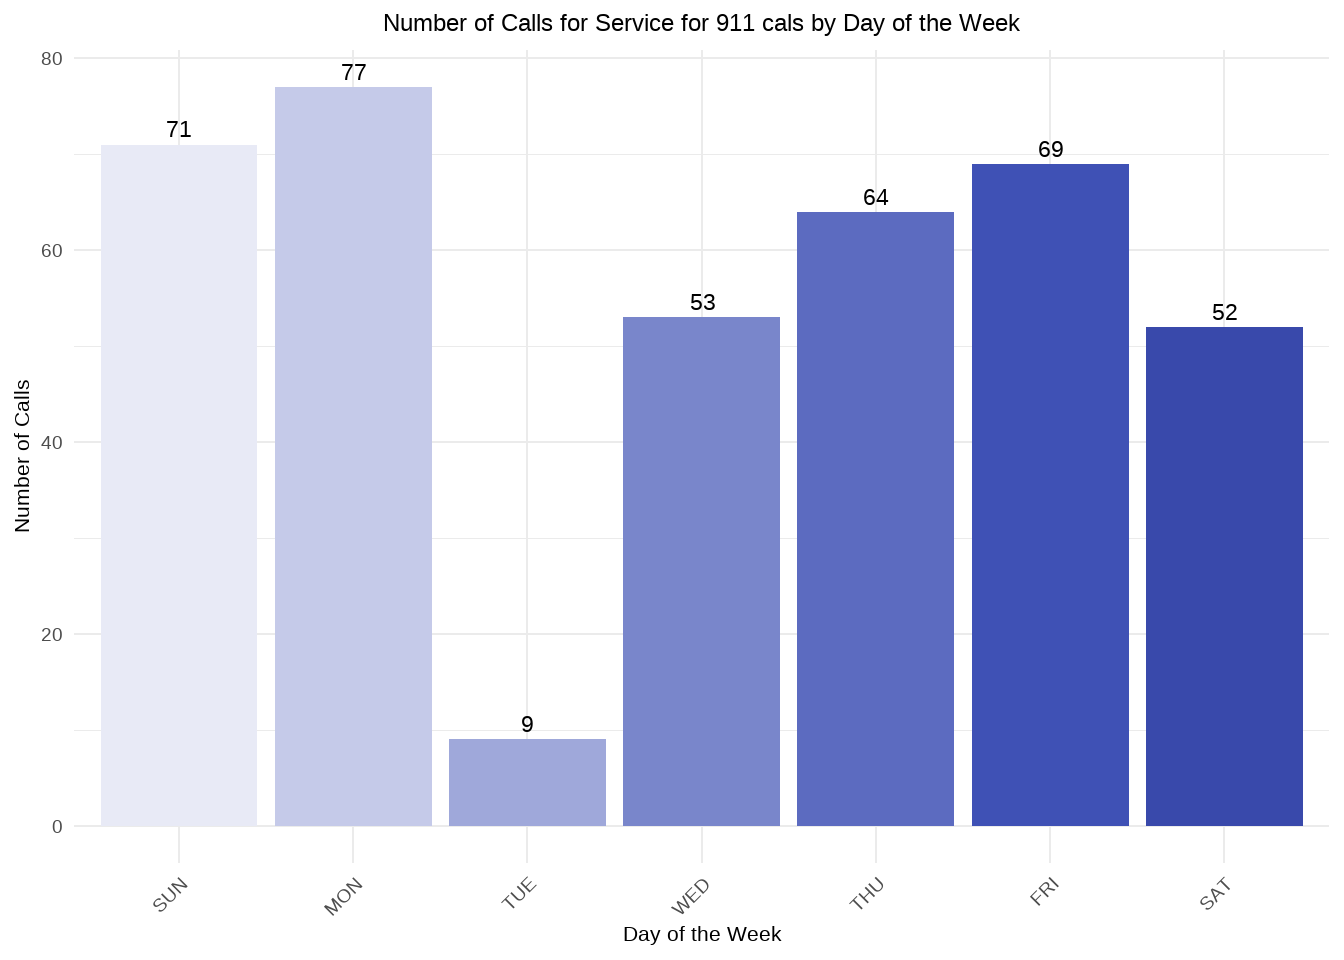 Number of Calls for Service for 911 cals by Day of the Week
80
77
71
69
64
60
53
52
Number of Calls
40
20
9
0
SUN
MON
TUE
WED
THU
FRI
SAT
Day of the Week